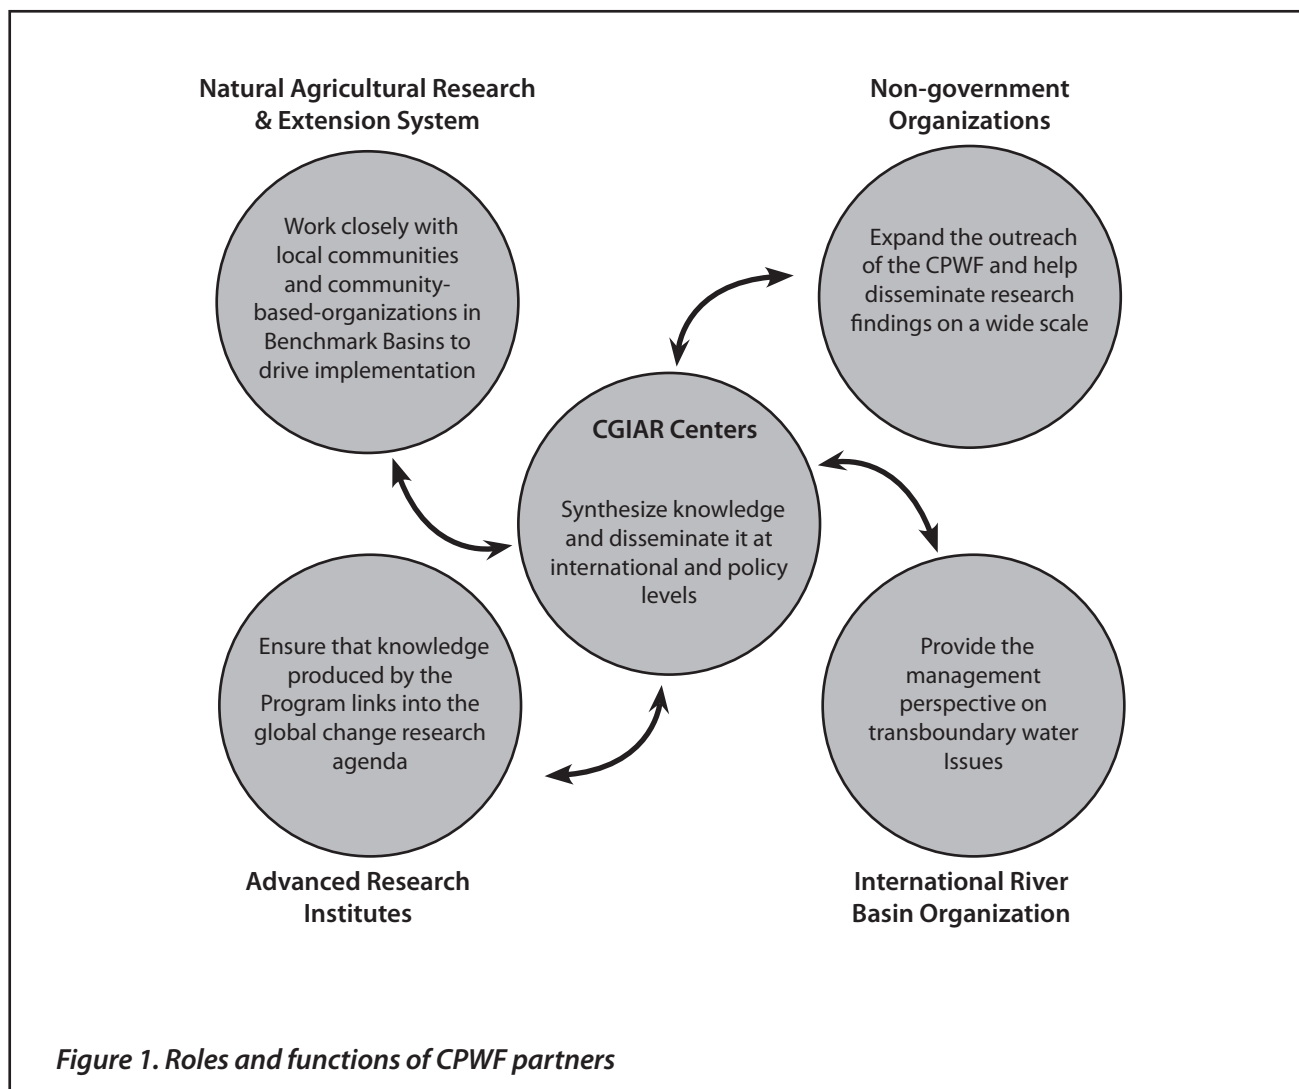 Natural Agricultural Research
& Extension System
Work closely with
local communities
and community-
based-organizations in
Benchmark Basins to
drive implementation
Non-government
Organizations
Expand the outreach
of the CPWF and help
disseminate research
findings on a wide scale
CGIAR Centers
Synthesize knowledge
and disseminate it at
international and policy
levels
Ensure that knowledge
produced by the
Program links into the
global change research
agenda
Advanced Research
Institutes
Provide the
management
perspective on
transboundary water
Issues
International River
Basin Organization
Figure 1. Roles and functions of CPWF partners